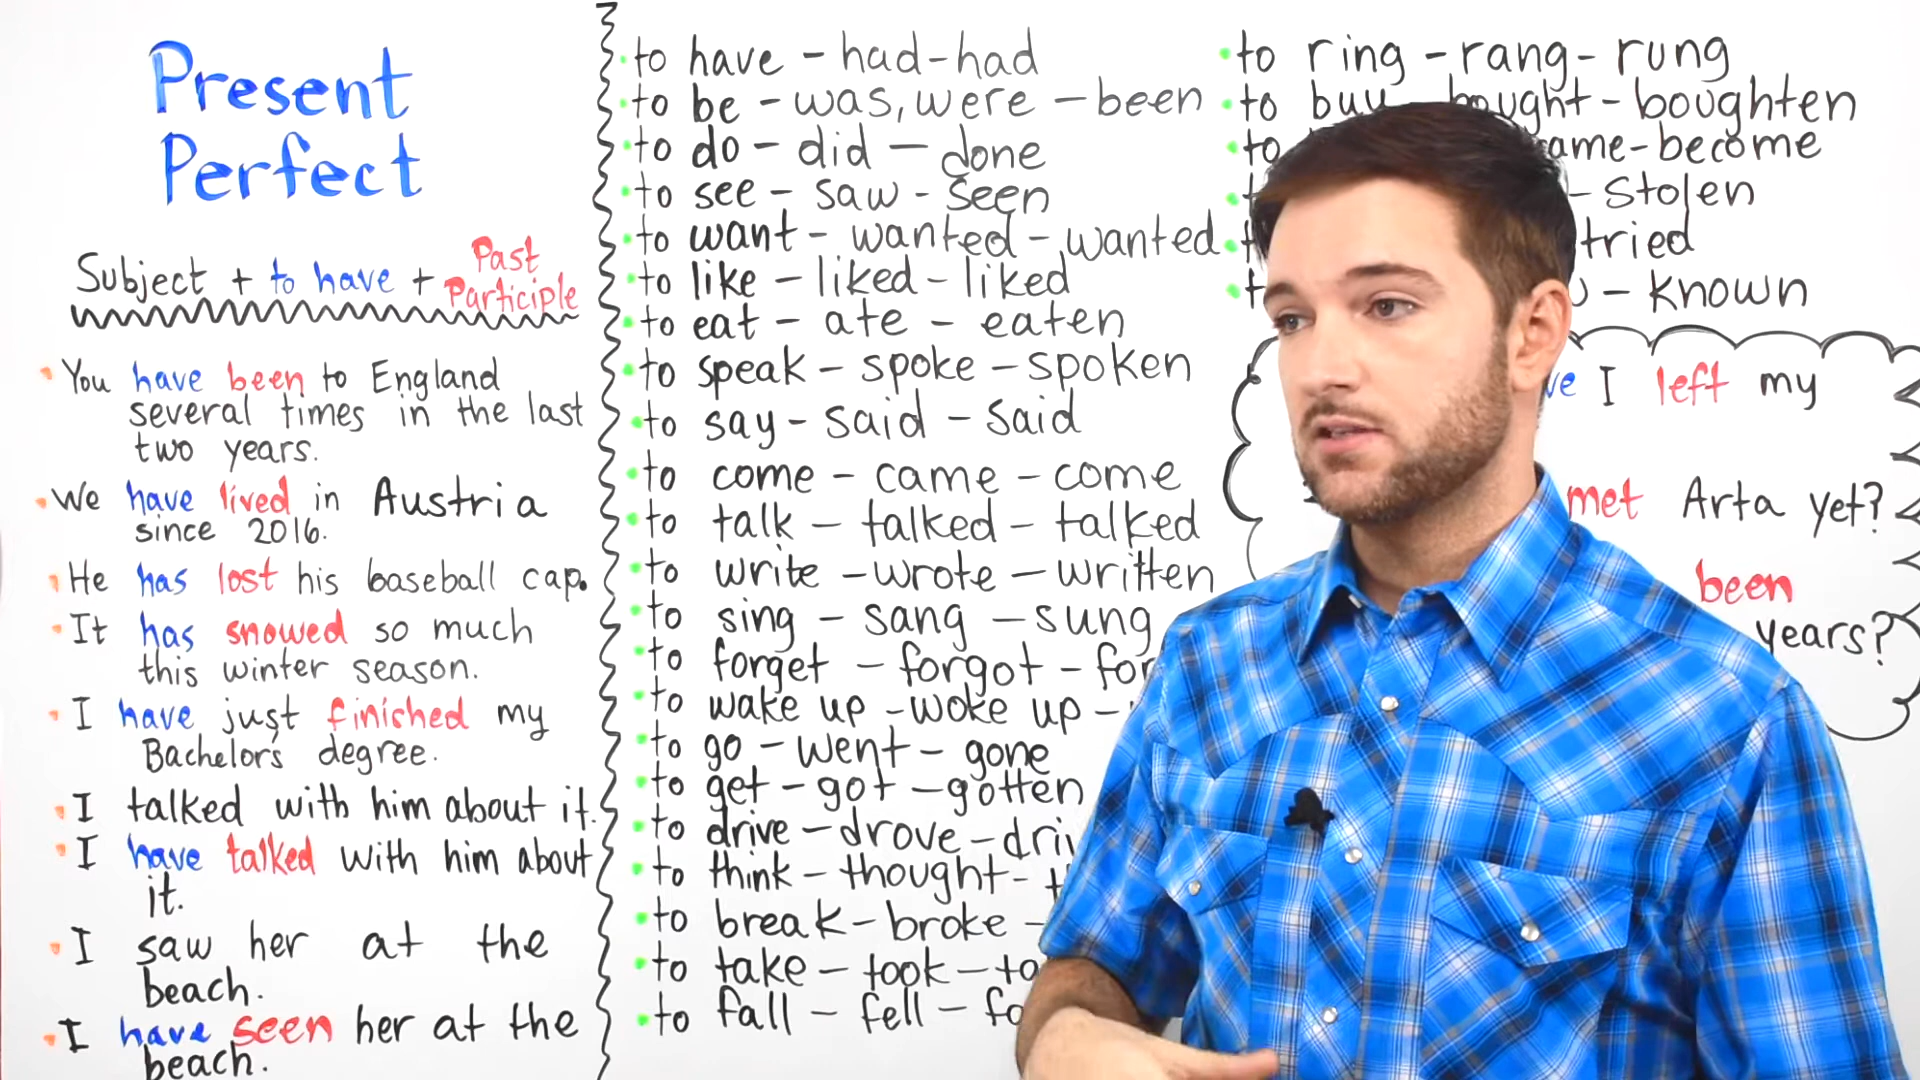 Present
Perfect
Subject + to have + Past Participle
You have been to England
several times in the last
two years.
We have lived in Austria
since 2016.
He has lost his baseball cap.
It has snowed so much
this winter season.
I have just finished my
Bachelor's degree.
I talked with him about it.
I have talked with him about
it.
I saw her at the
beach.
I have seen her at the
beach.
to have - had - had
to be - was, were - been
to do - did - done
to see - saw - seen
to want - wanted - wanted
to like - liked - liked
to eat - ate - eaten
to speak - spoke - spoken
to say - said - said
to come - came - come
to talk - talked - talked
to write - wrote - written
to sing - sang - sung
to forget - forgot -
to wake up - woke up -
to go - went - gone
to get - got - gotten
to drive - drove -
to think - thought -
to break - broke -
to take - took -
to fall - fell -
to ring - rang - rung
to buy - bought - boughten
to - become
- stolen
tried
- known
I left my
met Arta yet?
been
years?